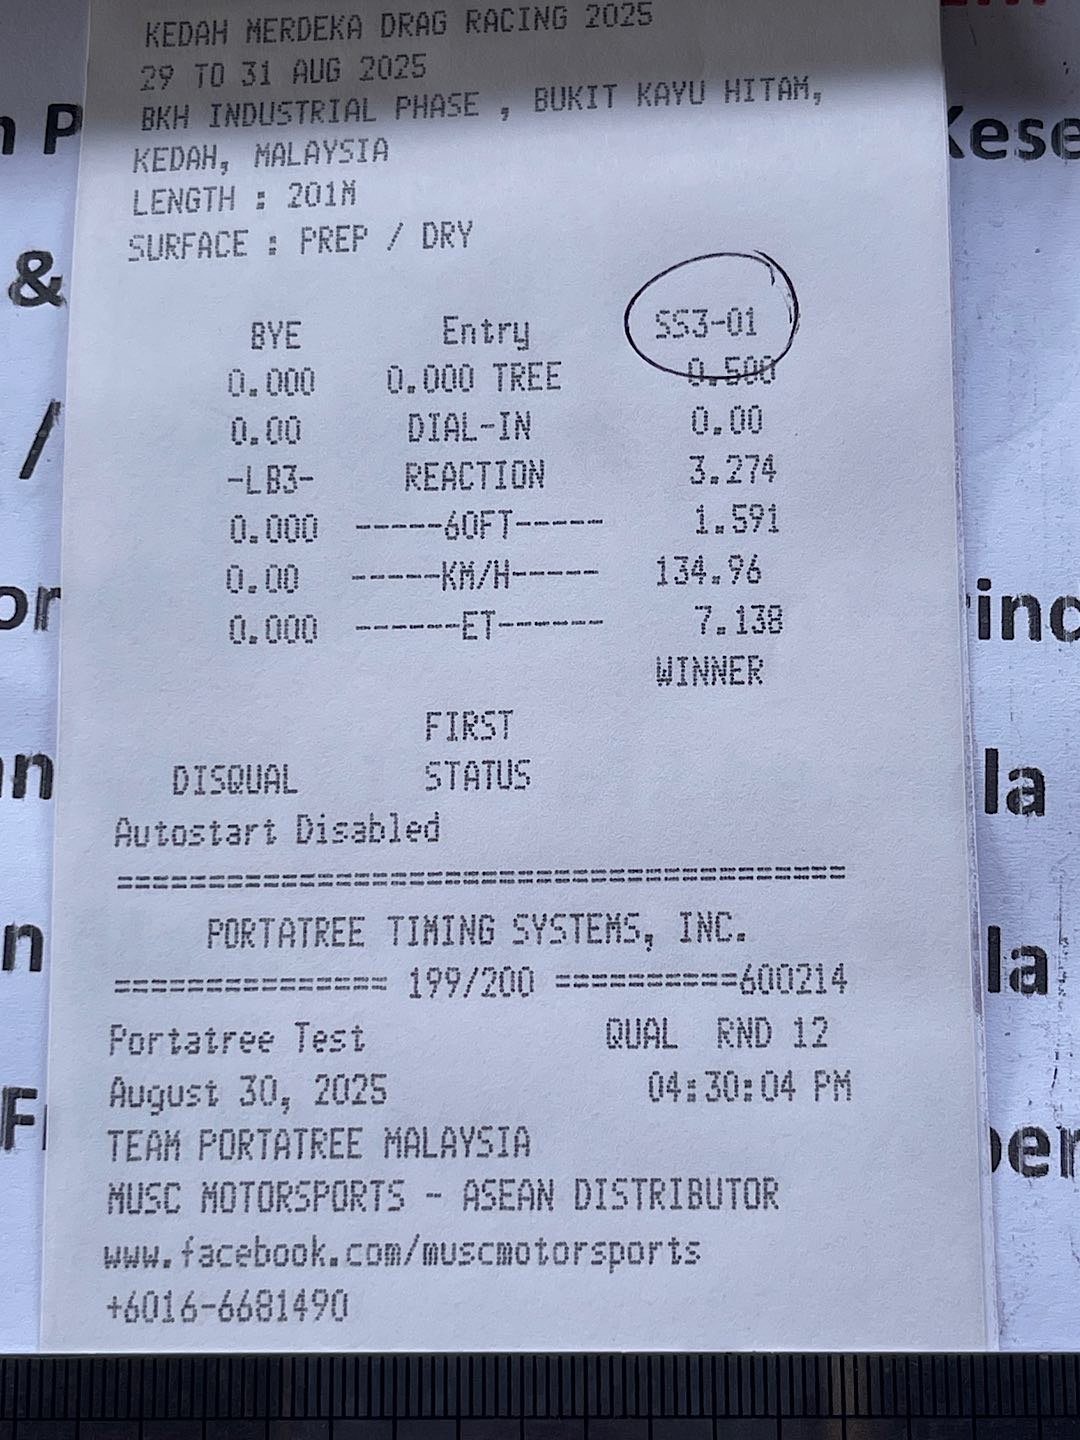 KEDAH MERDEKA DRAG RACING 2025
29 TO 31 AUG 2025
BKH INDUSTRIAL PHASE , BUKIT KAYU HITAM,
KEDAH, MALAYSIA
LENGTH : 201M
SURFACE : PREP / DRY
BYE Entry SS3-01
0.000 0.000 TREE 0.500
0.00 DIAL-IN 0.00
-LB3- REACTION 3.274
0.000 -----60FT----- 1.591
0.00 -----KM/H----- 134.96
0.000 ------ET------ 7.138
WINNER
FIRST
DISQUAL STATUS
Autostart Disabled
========================================
PORTATREE TIMING SYSTEMS, INC.
=============== 199/200 ==========600214
Portatree Test QUAL RND 12
August 30, 2025 04:30:04 PM
TEAM PORTATREE MALAYSIA
MUSC MOTORSPORTS - ASEAN DISTRIBUTOR
www.facebook.com/muscmotorsports
+6016-6681490
&
/
la
la